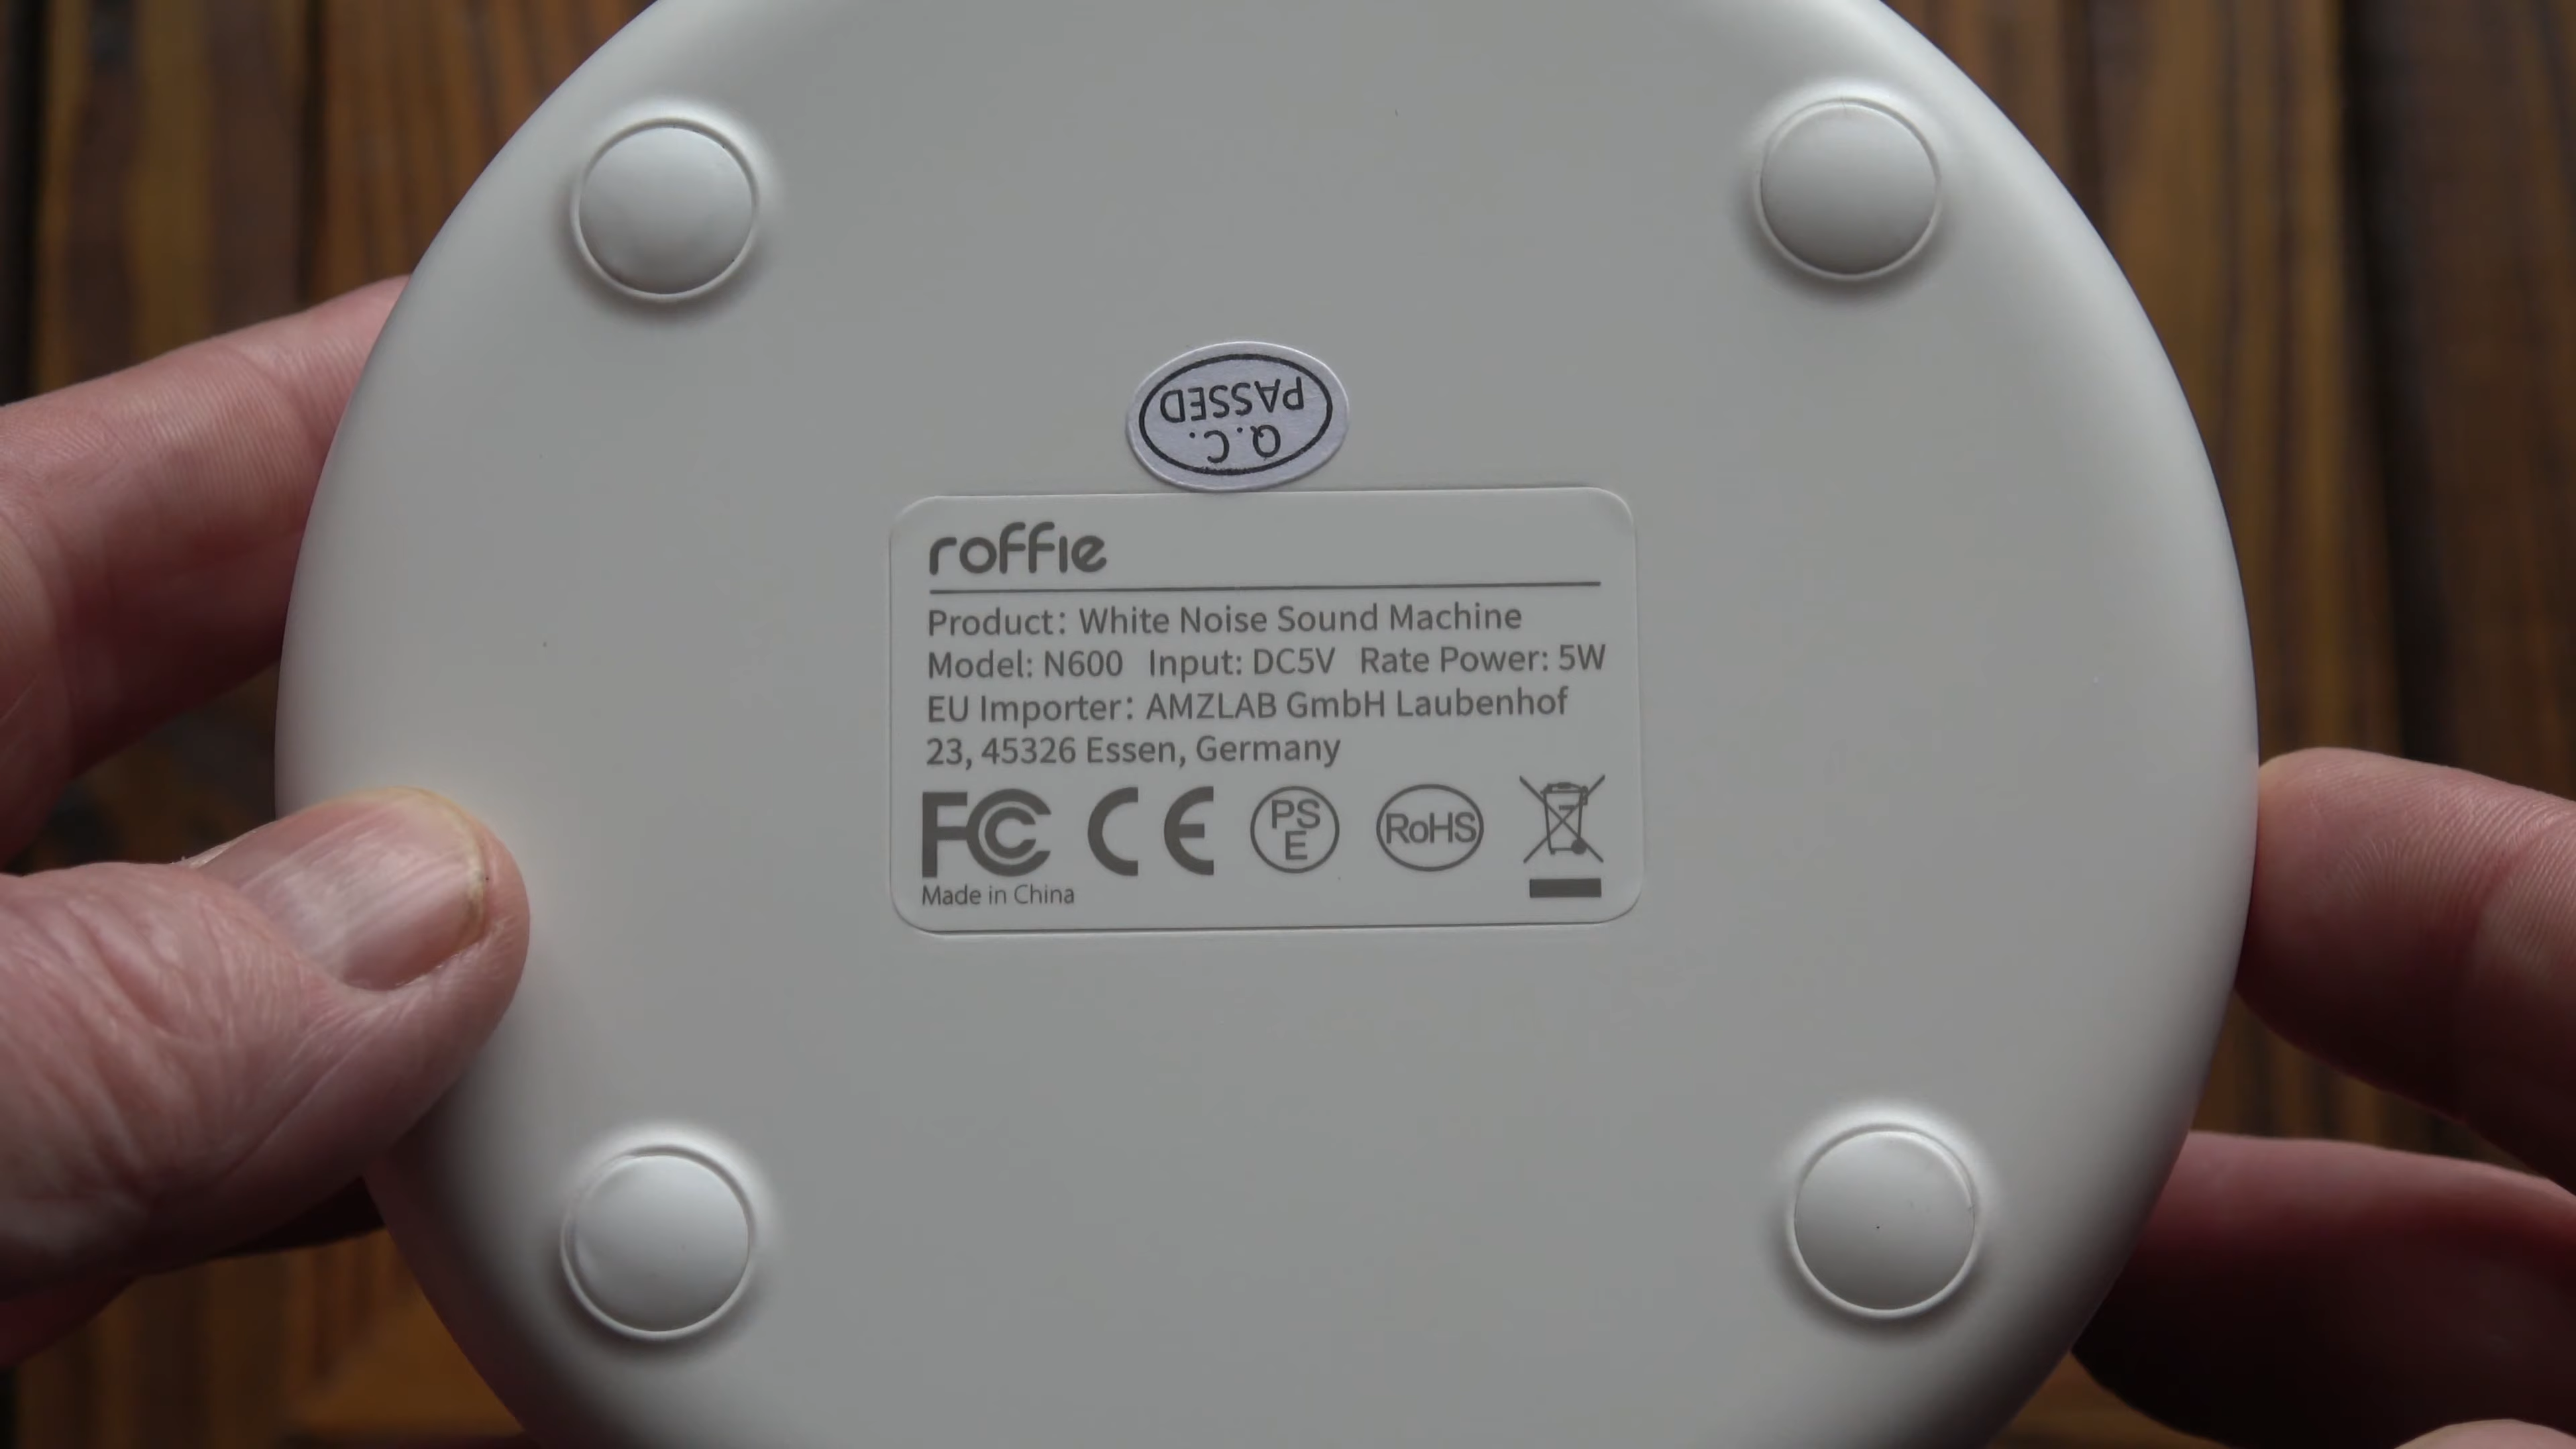 Q.C.
PASSED
roffie
Product: White Noise Sound Machine
Model: N600 Input: DC5V Rate Power: 5W
EU Importer: AMZLAB GmbH Laubenhof
23, 45326 Essen, Germany
FC CE PSE RoHS
Made in China